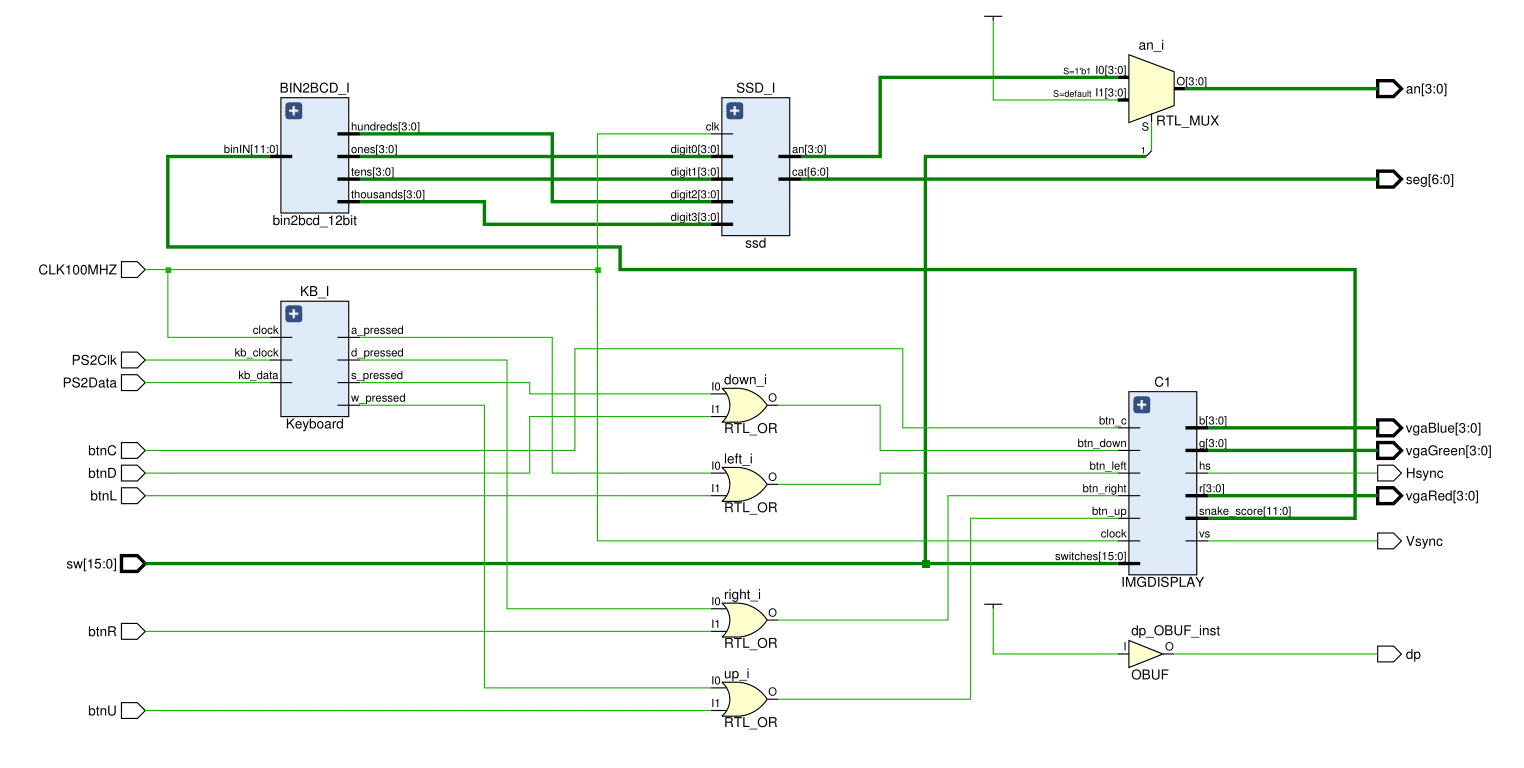 an_i
S=1'b1 I0[3:0]
S=default I1[3:0]
O[3:0]
S
RTL_MUX
1
an[3:0]
seg[6:0]
BIN2BCD_I
binIN[11:0]
hundreds[3:0]
ones[3:0]
tens[3:0]
thousands[3:0]
bin2bcd_12bit
SSD_I
clk
digit0[3:0]
digit1[3:0]
digit2[3:0]
digit3[3:0]
an[3:0]
cat[6:0]
ssd
CLK100MHZ
PS2Clk
PS2Data
KB_I
clock
kb_clock
kb_data
a_pressed
d_pressed
s_pressed
w_pressed
Keyboard
btnC
btnD
btnL
sw[15:0]
btnR
btnU
down_i
I0
I1
O
RTL_OR
left_i
I0
I1
O
RTL_OR
right_i
I0
I1
O
RTL_OR
up_i
I0
I1
O
RTL_OR
C1
btn_c
btn_down
btn_left
btn_right
btn_up
clock
switches[15:0]
b[3:0]
g[3:0]
hs
r[3:0]
snake_score[11:0]
vs
IMGDISPLAY
vgaBlue[3:0]
vgaGreen[3:0]
Hsync
vgaRed[3:0]
Vsync
dp_OBUF_inst
I
O
OBUF
dp